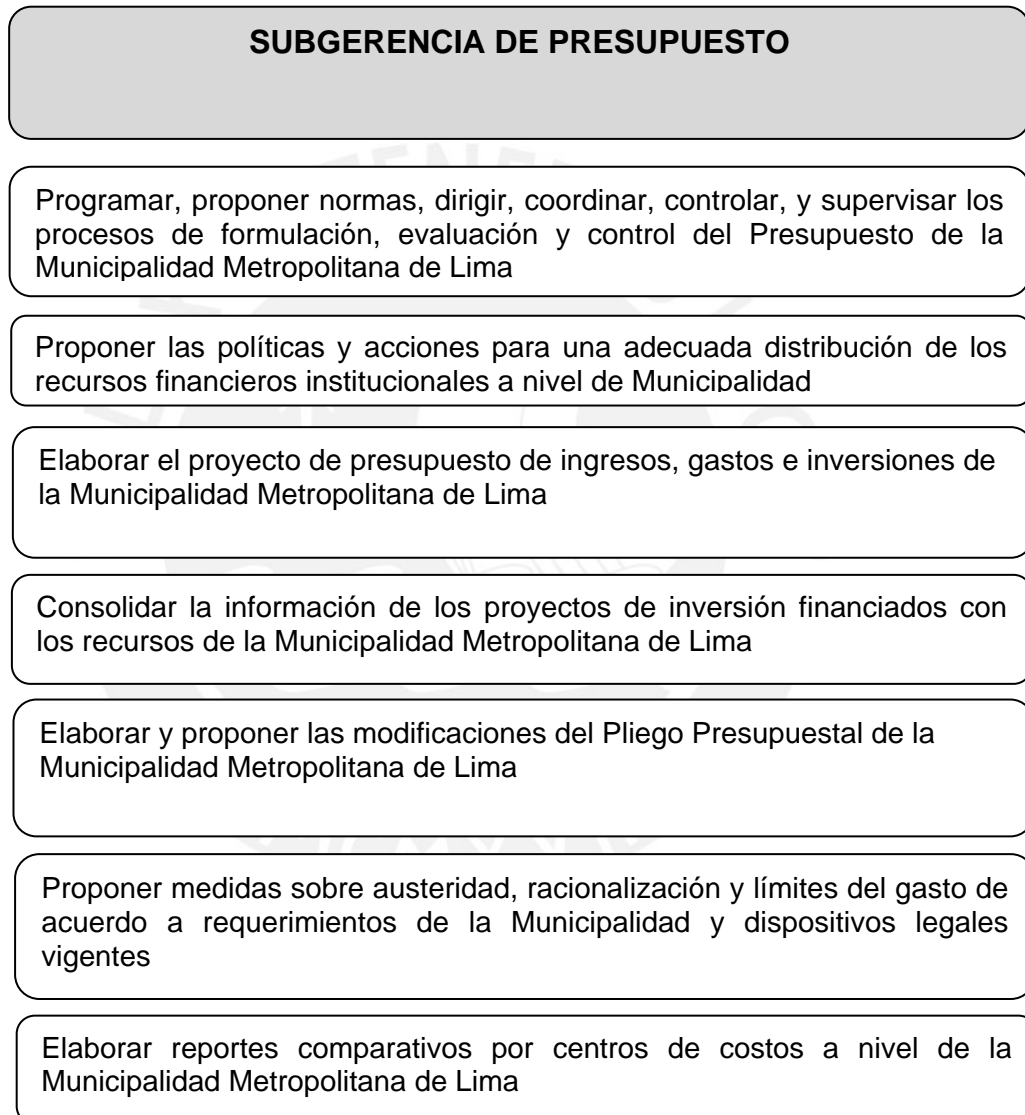 SUBGERENCIA DE PRESUPUESTO
Programar, proponer normas, dirigir, coordinar, controlar, y supervisar los
procesos de formulación, evaluación y control del Presupuesto de la
Municipalidad Metropolitana de Lima
Proponer las políticas y acciones para una adecuada distribución de los
recursos financieros institucionales a nivel de Municipalidad
Elaborar el proyecto de presupuesto de ingresos, gastos e inversiones de
la Municipalidad Metropolitana de Lima
Consolidar la información de los proyectos de inversión financiados con
los recursos de la Municipalidad Metropolitana de Lima
Elaborar y proponer las modificaciones del Pliego Presupuestal de la
Municipalidad Metropolitana de Lima
Proponer medidas sobre austeridad, racionalización y límites del gasto de
acuerdo a requerimientos de la Municipalidad y dispositivos legales
vigentes
Elaborar reportes comparativos por centros de costos a nivel de la
Municipalidad Metropolitana de Lima